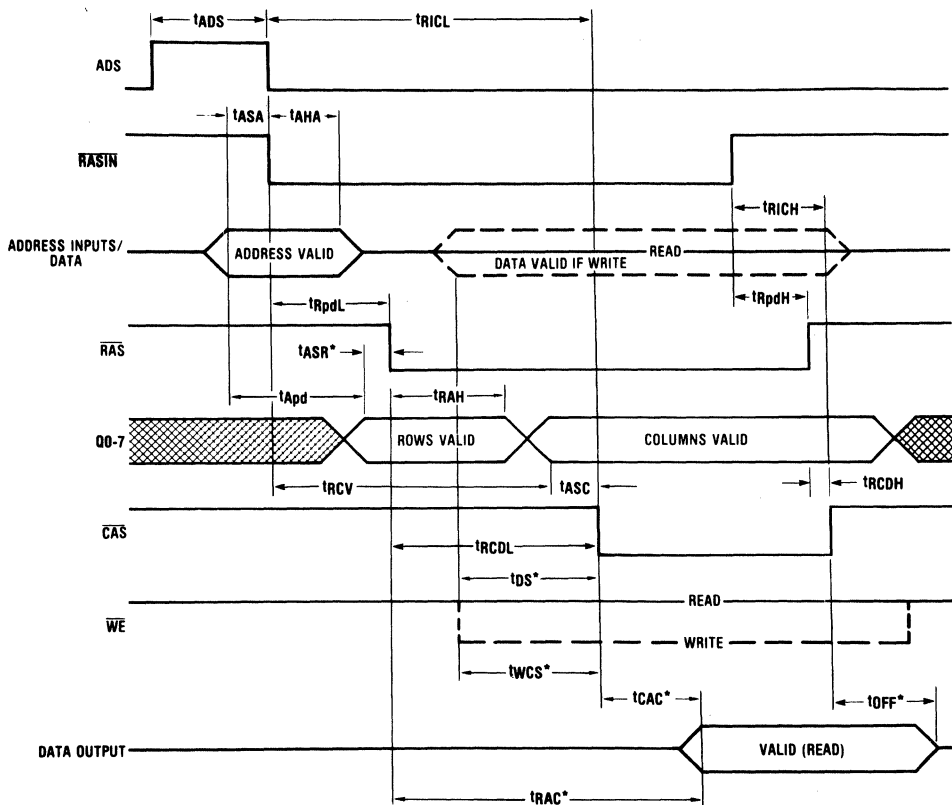 tADS
tRICL
ADS
tASA
tAHA
RASIN
tRICH
ADDRESS INPUTS/
DATA
ADDRESS VALID
READ
DATA VALID IF WRITE
tRpdL
tRpdH
RAS
tASR*
tApd
tRAH
Q0-7
ROWS VALID
COLUMNS VALID
tRCV
tASC
tRCDH
CAS
tRCDL
tDS*
READ
WE
WRITE
tWCS*
tCAC*
tOFF*
DATA OUTPUT
VALID (READ)
tRAC*